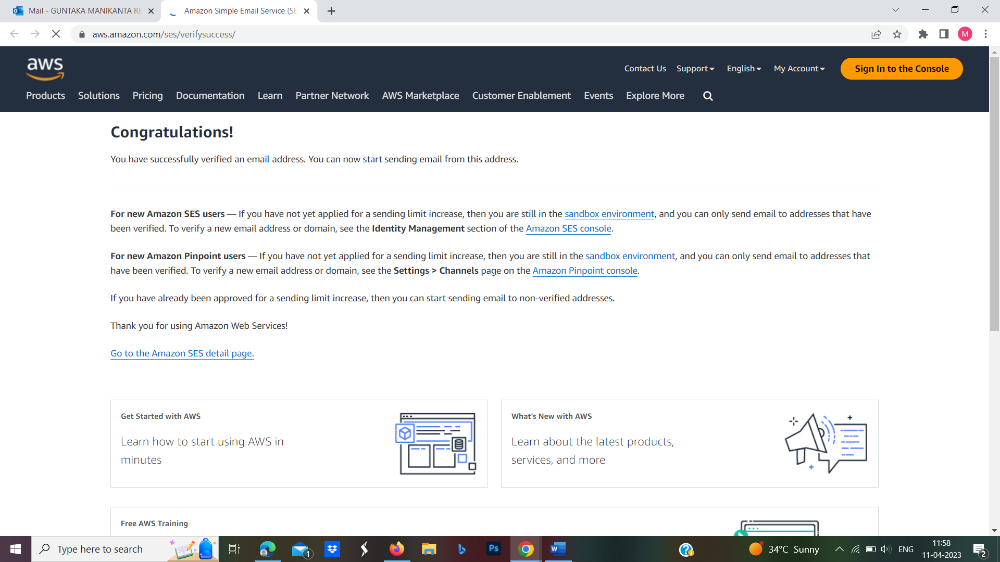 Mail - GUNTAKA MANIKANTA RE
Amazon Simple Email Service (SE
aws.amazon.com/ses/verifysuccess/
M
aws
Contact Us Support English My Account Sign In to the Console
Products Solutions Pricing Documentation Learn Partner Network AWS Marketplace Customer Enablement Events Explore More
Congratulations!
You have successfully verified an email address. You can now start sending email from this address.
For new Amazon SES users — If you have not yet applied for a sending limit increase, then you are still in the sandbox environment, and you can only send email to addresses that have
been verified. To verify a new email address or domain, see the Identity Management section of the Amazon SES console.
For new Amazon Pinpoint users — If you have not yet applied for a sending limit increase, then you are still in the sandbox environment, and you can only send email to addresses that
have been verified. To verify a new email address or domain, see the Settings > Channels page on the Amazon Pinpoint console.
If you have already been approved for a sending limit increase, then you can start sending email to non-verified addresses.
Thank you for using Amazon Web Services!
Go to the Amazon SES detail page.
Get Started with AWS
Learn how to start using AWS in
minutes
What's New with AWS
Learn about the latest products,
services, and more
Free AWS Training
Type here to search
1
Ps
W
34°C Sunny
ENG
11:58
11-04-2023
2